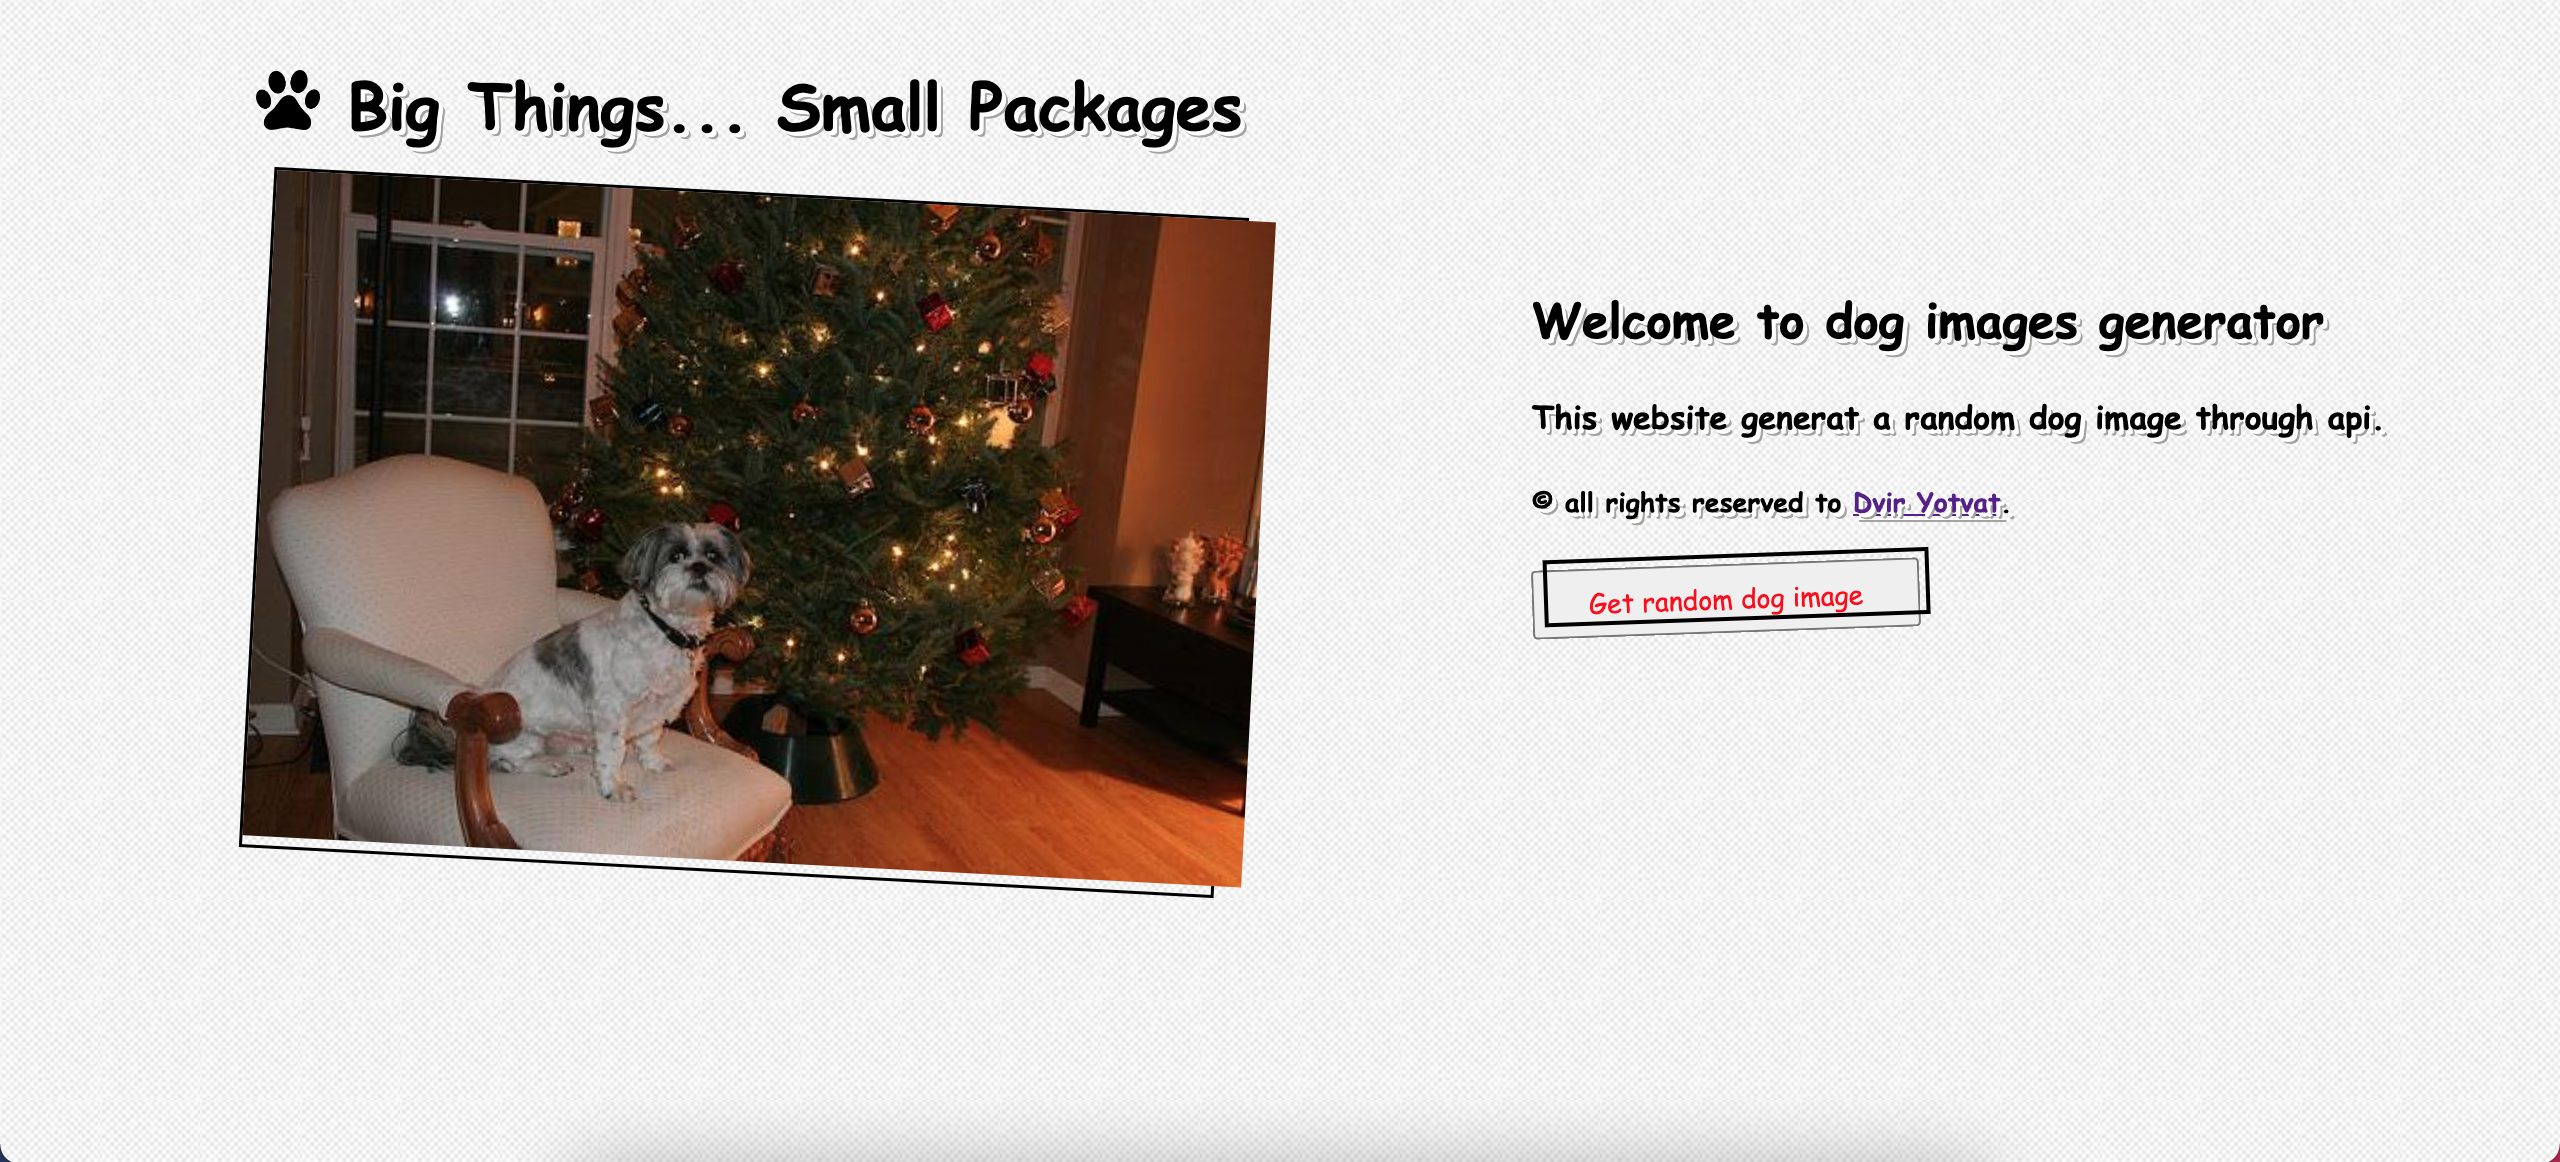 Big Things... Small Packages
Welcome to dog images generator
This website generat a random dog image through api.
© all rights reserved to Dvir Yotvat.
Get random dog image